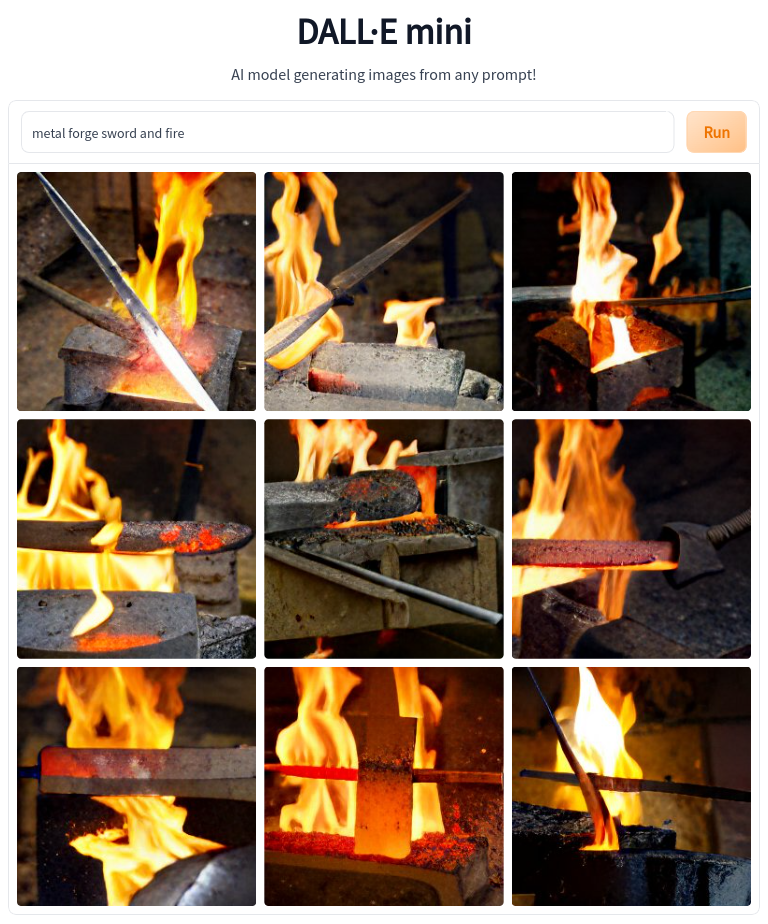 DALL·E mini
AI model generating images from any prompt!
metal forge sword and fire
Run